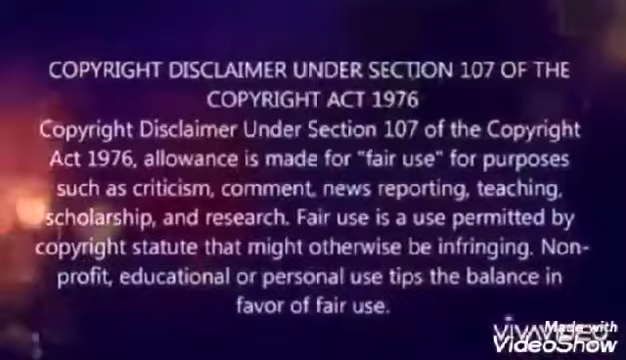 COPYRIGHT DISCLAIMER UNDER SECTION 107 OF THE
COPYRIGHT ACT 1976
Copyright Disclaimer Under Section 107 of the Copyright
Act 1976, allowance is made for "fair use" for purposes
such as criticism, comment, news reporting, teaching,
scholarship, and research. Fair use is a use permitted by
copyright statute that might otherwise be infringing. Non-
profit, educational or personal use tips the balance in
favor of fair use.
Made with
VideoShow